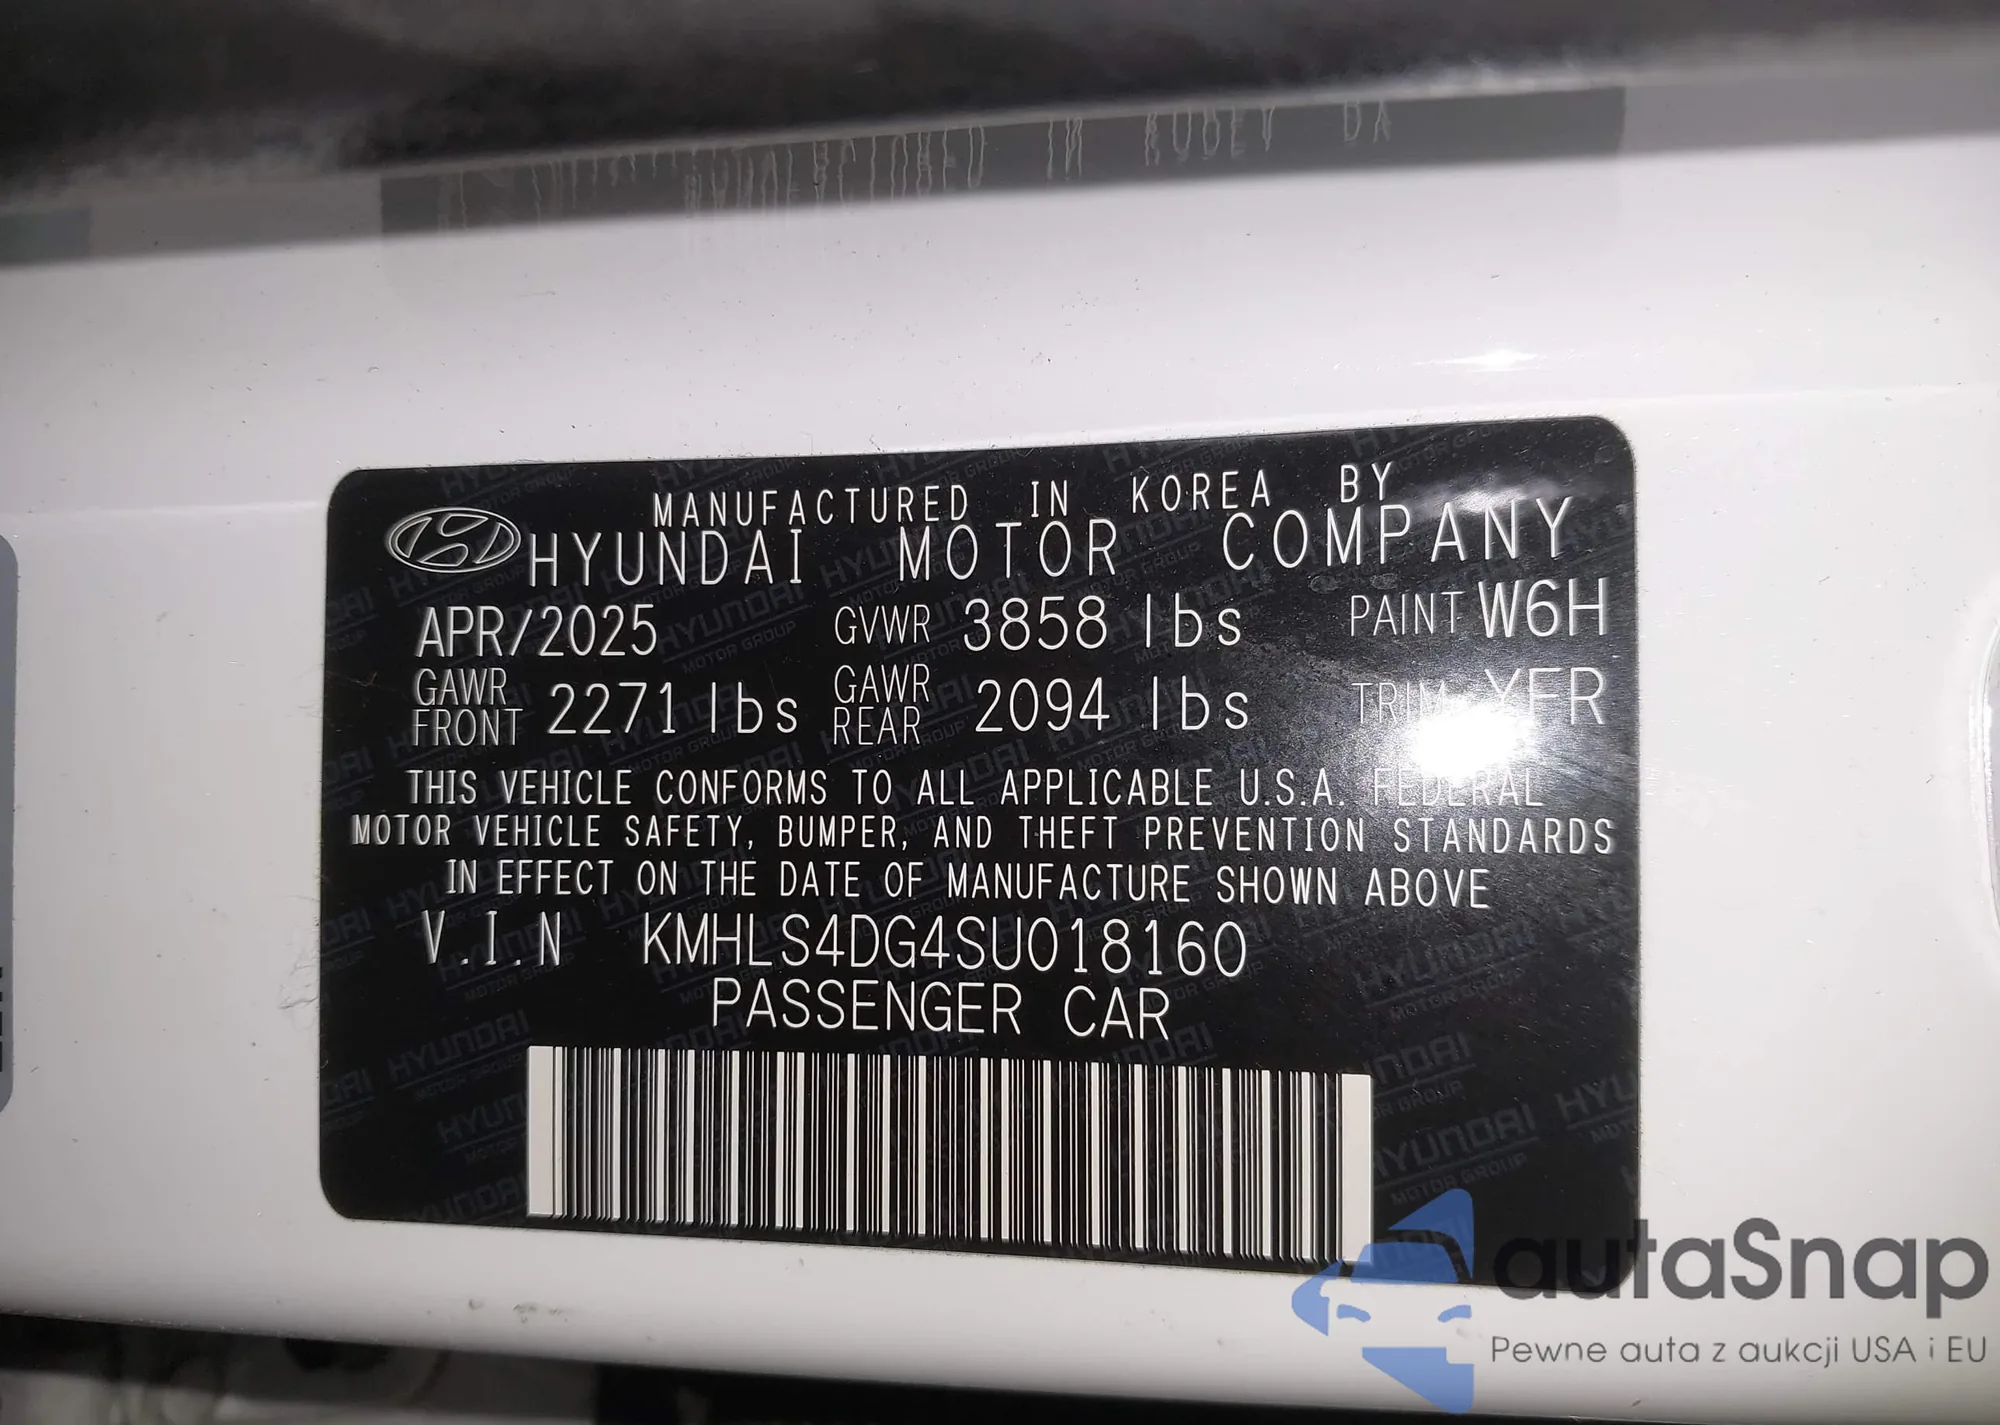 MANUFACTURED IN KOREA BY
HYUNDAI MOTOR COMPANY
APR/2025 GVWR 3858 lbs PAINT W6H
GAWR FRONT 2271 lbs GAWR REAR 2094 lbs TRIM YFR
THIS VEHICLE CONFORMS TO ALL APPLICABLE U.S.A. FEDERAL
MOTOR VEHICLE SAFETY, BUMPER, AND THEFT PREVENTION STANDARDS
IN EFFECT ON THE DATE OF MANUFACTURE SHOWN ABOVE
V.I.N KMHLS4DG4SU018160
PASSENGER CAR
autaSnap
Pewne auta z aukcji USA i EU